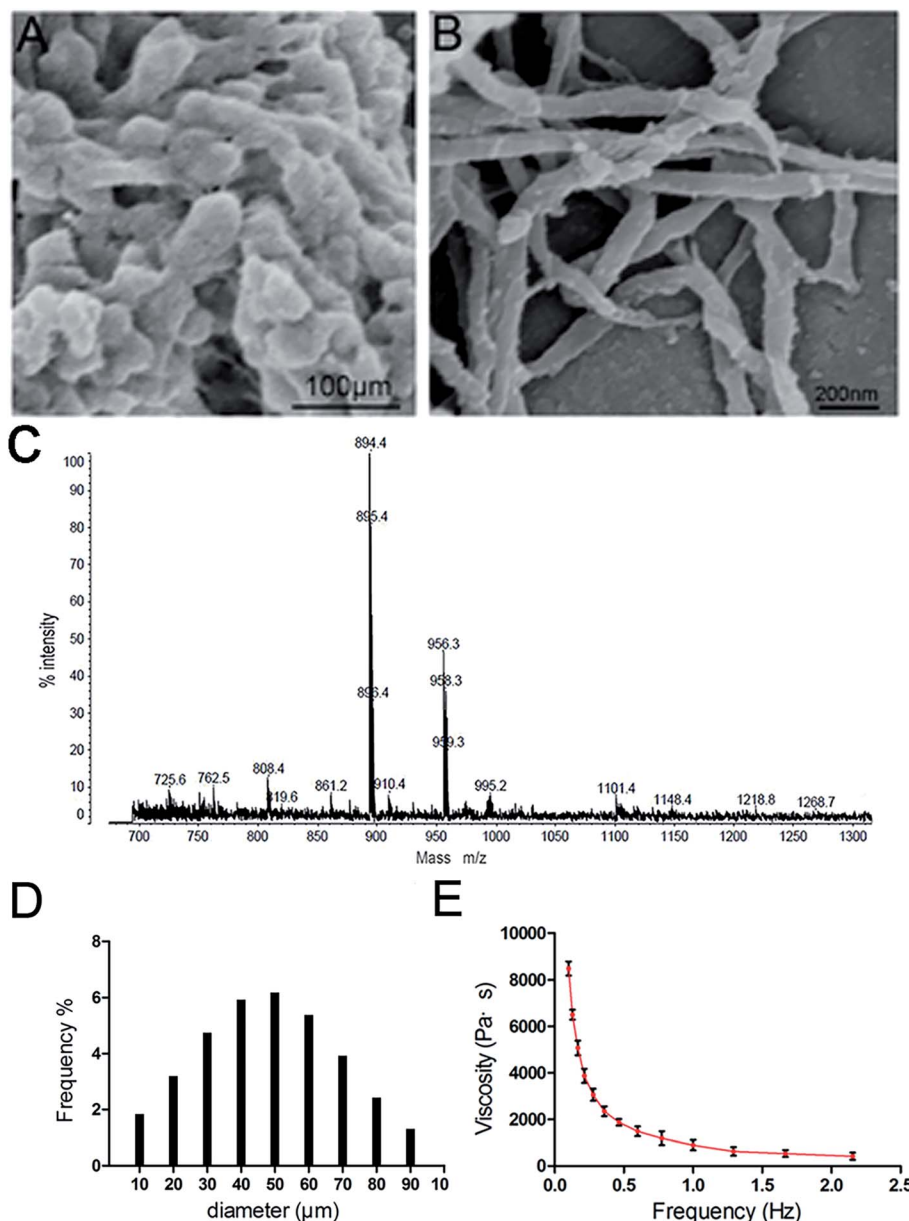 A
B
100µm
200nm
C
894.4
895.4
896.4
956.3
958.3
959.3
725.6
762.5
808.4
819.6
861.2
910.4
995.2
1101.4
1148.4
1218.8
1268.7
100
90
80
70
60
50
40
30
20
10
0
% intensity
700 750 800 850 900 950 1000 1050 1100 1150 1200 1250 1300
Mass m/z
D
8
6
4
2
0
Frequency %
10 20 30 40 50 60 70 80 90 10
diameter (µm)
E
10000
8000
6000
4000
2000
0
Viscosity (Pa· s)
0.0 0.5 1.0 1.5 2.0 2.5
Frequency (Hz)